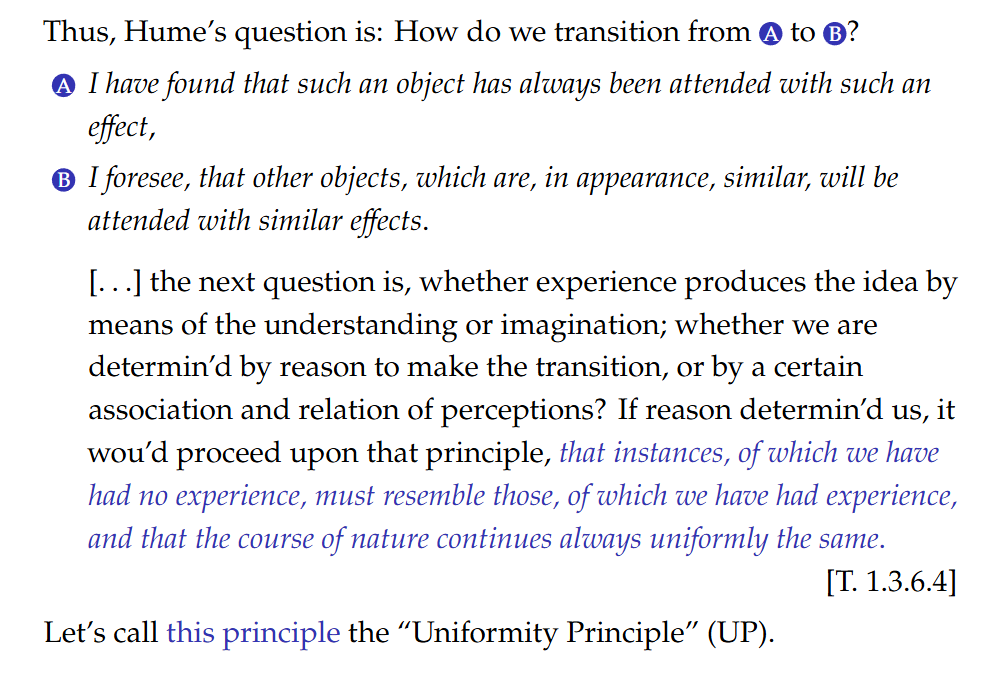 Thus, Hume’s question is: How do we transition from A to B?
A I have found that such an object has always been attended with such an
effect,
B I foresee, that other objects, which are, in appearance, similar, will be
attended with similar effects.
[. . .] the next question is, whether experience produces the idea by
means of the understanding or imagination; whether we are
determin’d by reason to make the transition, or by a certain
association and relation of perceptions? If reason determin’d us, it
wou’d proceed upon that principle, that instances, of which we have
had no experience, must resemble those, of which we have had experience,
and that the course of nature continues always uniformly the same.
[T. 1.3.6.4]
Let’s call this principle the “Uniformity Principle” (UP).